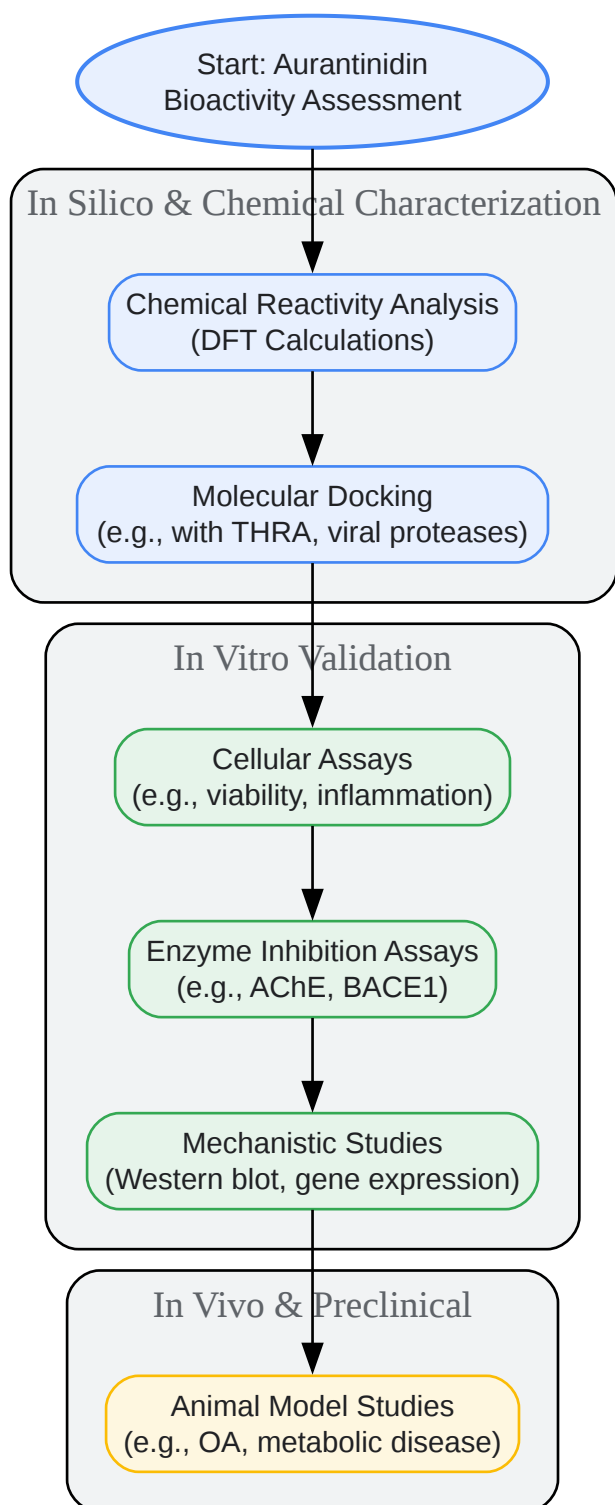 Start: Aurantinidin
Bioactivity Assessment
In Silico & Chemical Characterization
Chemical Reactivity Analysis
(DFT Calculations)
Molecular Docking
(e.g., with THRA, viral proteases)
In Vitro Validation
Cellular Assays
(e.g., viability, inflammation)
Enzyme Inhibition Assays
(e.g., AChE, BACE1)
Mechanistic Studies
(Western blot, gene expression)
In Vivo & Preclinical
Animal Model Studies
(e.g., OA, metabolic disease)